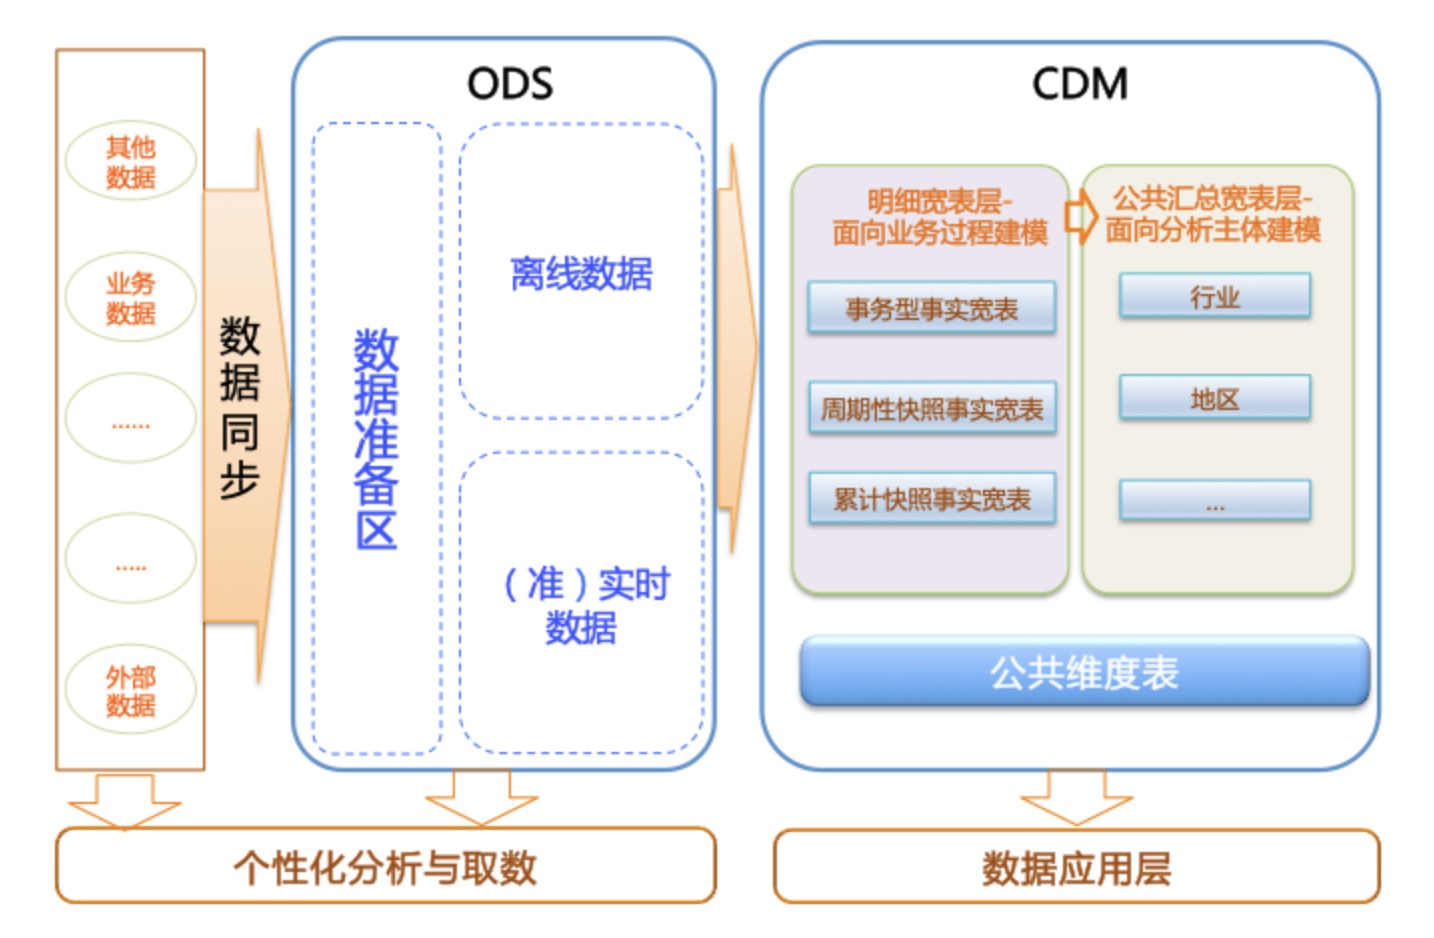 其他
数据
业务
数据
......
.....
外部
数据
数
据
同
步
ODS
数
据
准
备
区
离线数据
（准）实时
数据
CDM
明细宽表层-
面向业务过程建模
事务型事实宽表
周期性快照事实宽表
累计快照事实宽表
公共汇总宽表层-
面向分析主体建模
行业
地区
...
公共维度表
个性化分析与取数
数据应用层